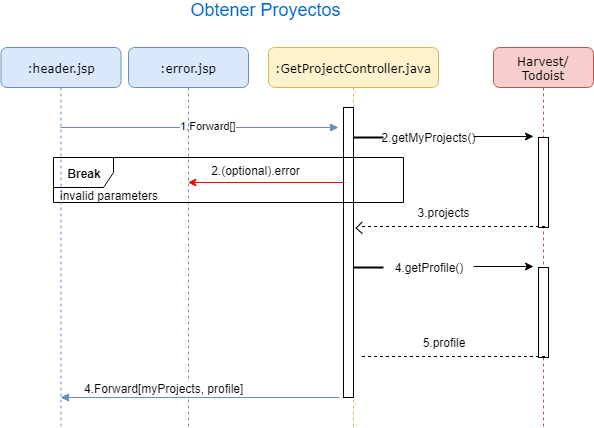 Obtener Proyectos
:header.jsp
:error.jsp
:GetProjectController.java
Harvest/
Todoist
1.Forward[]
2.getMyProjects()
Break
2.(optional).error
invalid parameters
3.projects
4.getProfile()
5.profile
4.Forward[myProjects, profile]